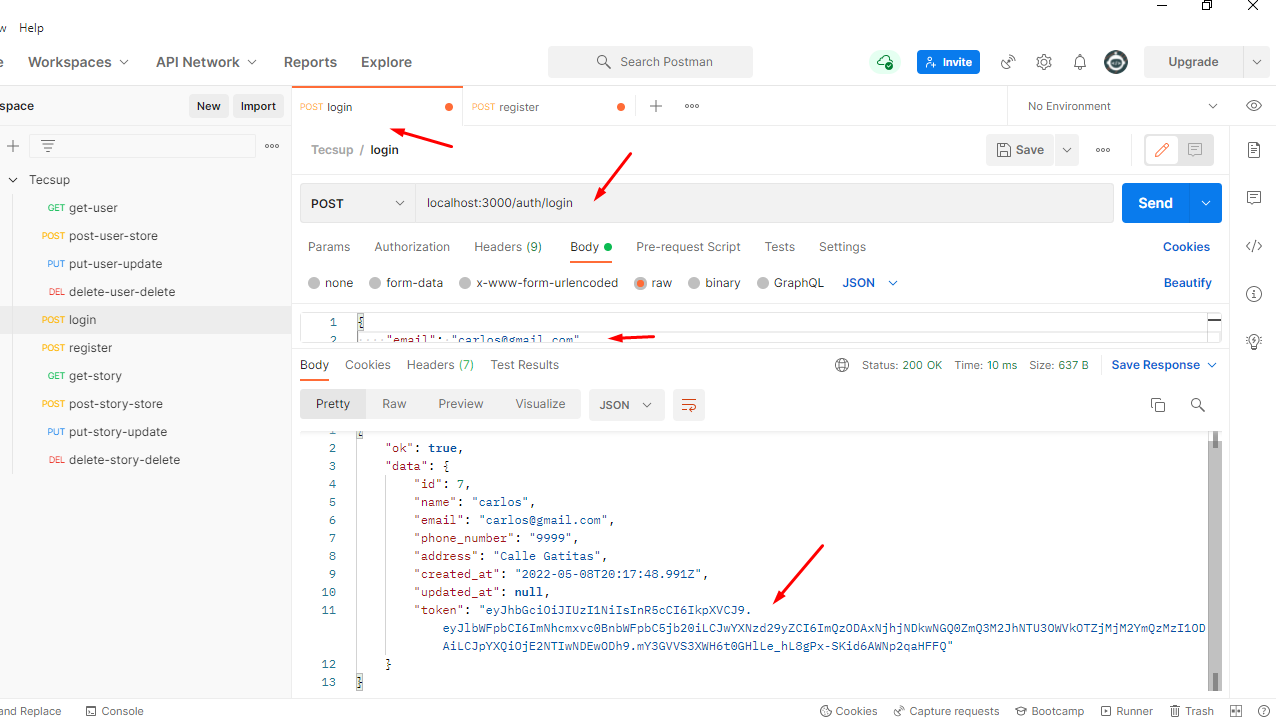 w Help
e Workspaces API Network Reports Explore Search Postman Invite Upgrade
space New Import POST login POST register No Environment
Tecsup / login Save
Tecsup
GET get-user
POST post-user-store
PUT put-user-update
DEL delete-user-delete
POST login
POST register
GET get-story
POST post-story-store
PUT put-story-update
DEL delete-story-delete
POST localhost:3000/auth/login Send
Params Authorization Headers (9) Body Pre-request Script Tests Settings Cookies
none form-data x-www-form-urlencoded raw binary GraphQL JSON Beautify
1 {
2 "email": "carlos@gmail.com"
Body Cookies Headers (7) Test Results Status: 200 OK Time: 10 ms Size: 637 B Save Response
Pretty Raw Preview Visualize JSON
1 {
2 "ok": true,
3 "data": {
4 "id": 7,
5 "name": "carlos",
6 "email": "carlos@gmail.com",
7 "phone_number": "9999",
8 "address": "Calle Gatitas",
9 "created_at": "2022-05-08T20:17:48.991Z",
10 "updated_at": null,
11 "token": "eyJhbGciOiJIUzI1NiIsInR5cCI6IkpXVCJ9.
eyJlbWFpbCI6ImNhcmxvc0BnbWFpbC5jb20iLCJwYXNzd29yZCI6ImQzODAxNjhjNDkwNGQ0ZmQ3M2JhNTU3OWVkOTZjMjM2YmQzMzI1OD
AiLCJpYXQiOjE2NTIwNDEwODh9.mY3GVVS3XWH6t0GHlLe_hL8gPx-SKid6AWNp2qaHFFQ"
12 }
13 }
and Replace Console Cookies Capture requests Bootcamp Runner Trash